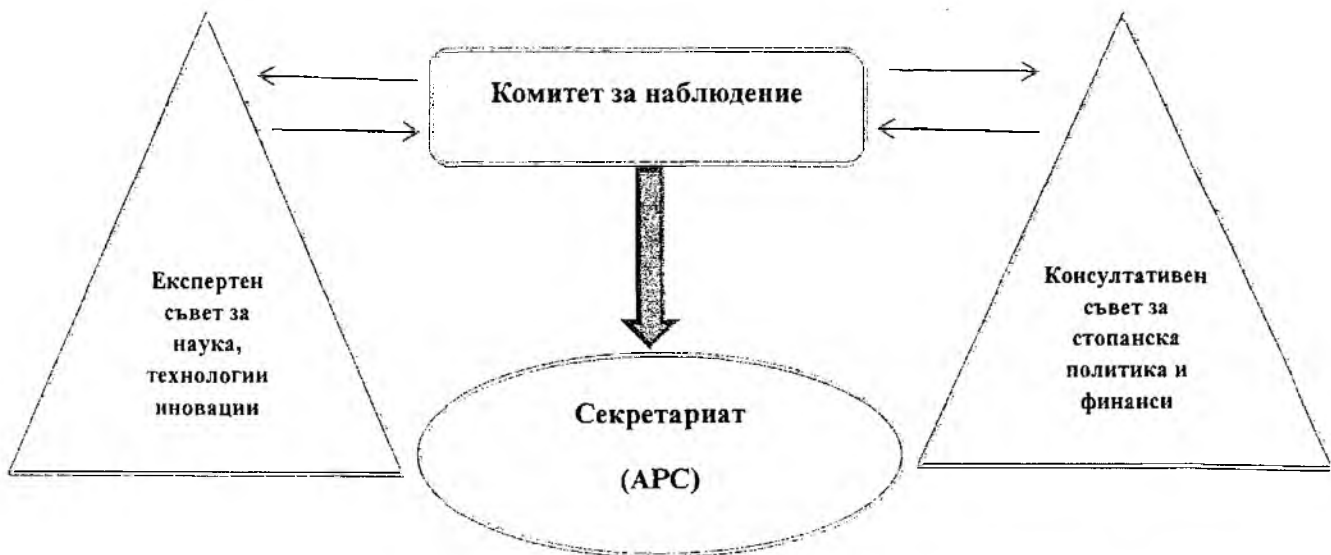 Комитет за наблюдение
Експертен
съвет за
наука,
технологии
иновации
Консултативен
съвет за
стопанска
политика и
финанси
Секретариат
(АРС)